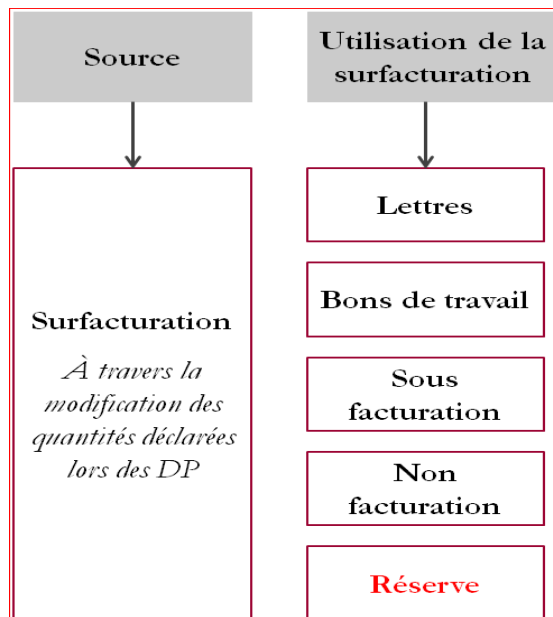 Source
Surfacturation
À travers la
modification des
quantités déclarées
lors des DP
Utilisation de la
surfacturation
Lettres
Bons de travail
Sous
facturation
Non
facturation
Réserve